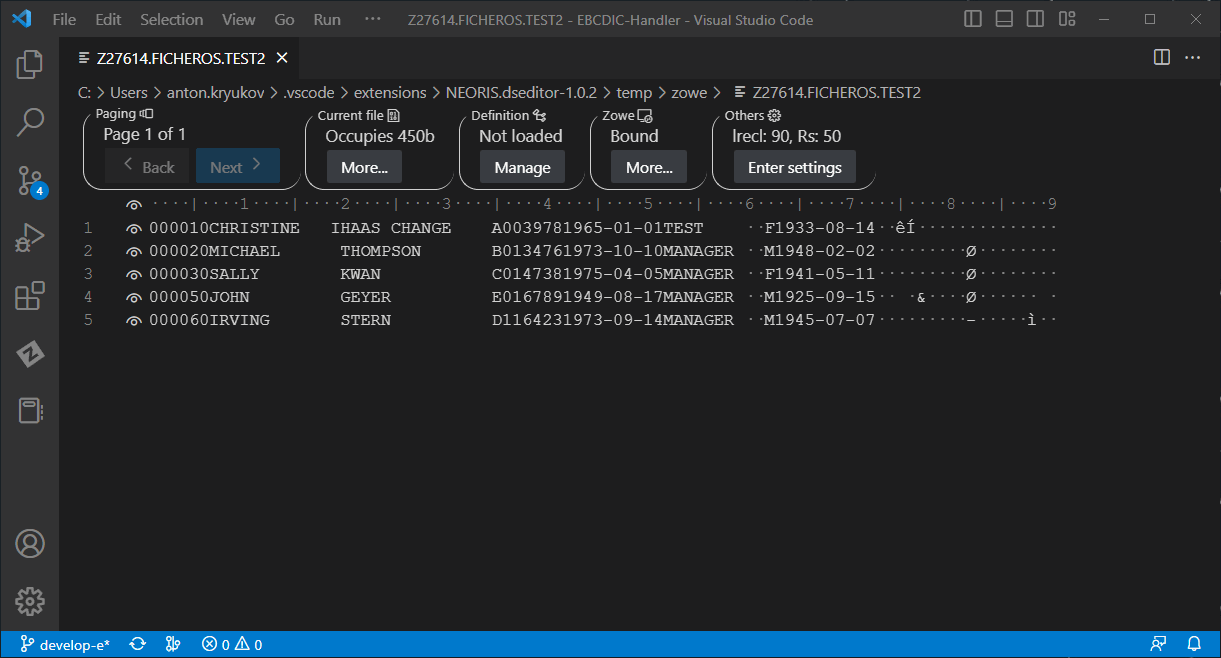 File Edit Selection View Go Run ··· Z27614.FICHEROS.TEST2 - EBCDIC-Handler - Visual Studio Code
Z27614.FICHEROS.TEST2
C: > Users > anton.kryukov > .vscode > extensions > NEORIS.dseditor-1.0.2 > temp > zowe > Z27614.FICHEROS.TEST2
Paging Current file Definition Zowe Others
Page 1 of 1 Occupies 450b Not loaded Bound lrecl: 90, Rs: 50
Back Next More... Manage More... Enter settings
····|····1····|····2····|····3····|····4····|····5····|····6····|····7····|····8····|····9
1 000010CHRISTINE   IHAAS CHANGE    A0039781965-01-01TEST    ··F1933-08-14··êÍ··············
2 000020MICHAEL      THOMPSON       B0134761973-10-10MANAGER ··M1948-02-02·········Ø········
3 000030SALLY        KWAN           C0147381975-04-05MANAGER ··F1941-05-11·········Ø········
4 000050JOHN         GEYER          E0167891949-08-17MANAGER ··M1925-09-15·· ·&····Ø······ ·
5 000060IRVING       STERN          D1164231973-09-14MANAGER ··M1945-07-07·········–·····ì··
4
develop-e* 0 0